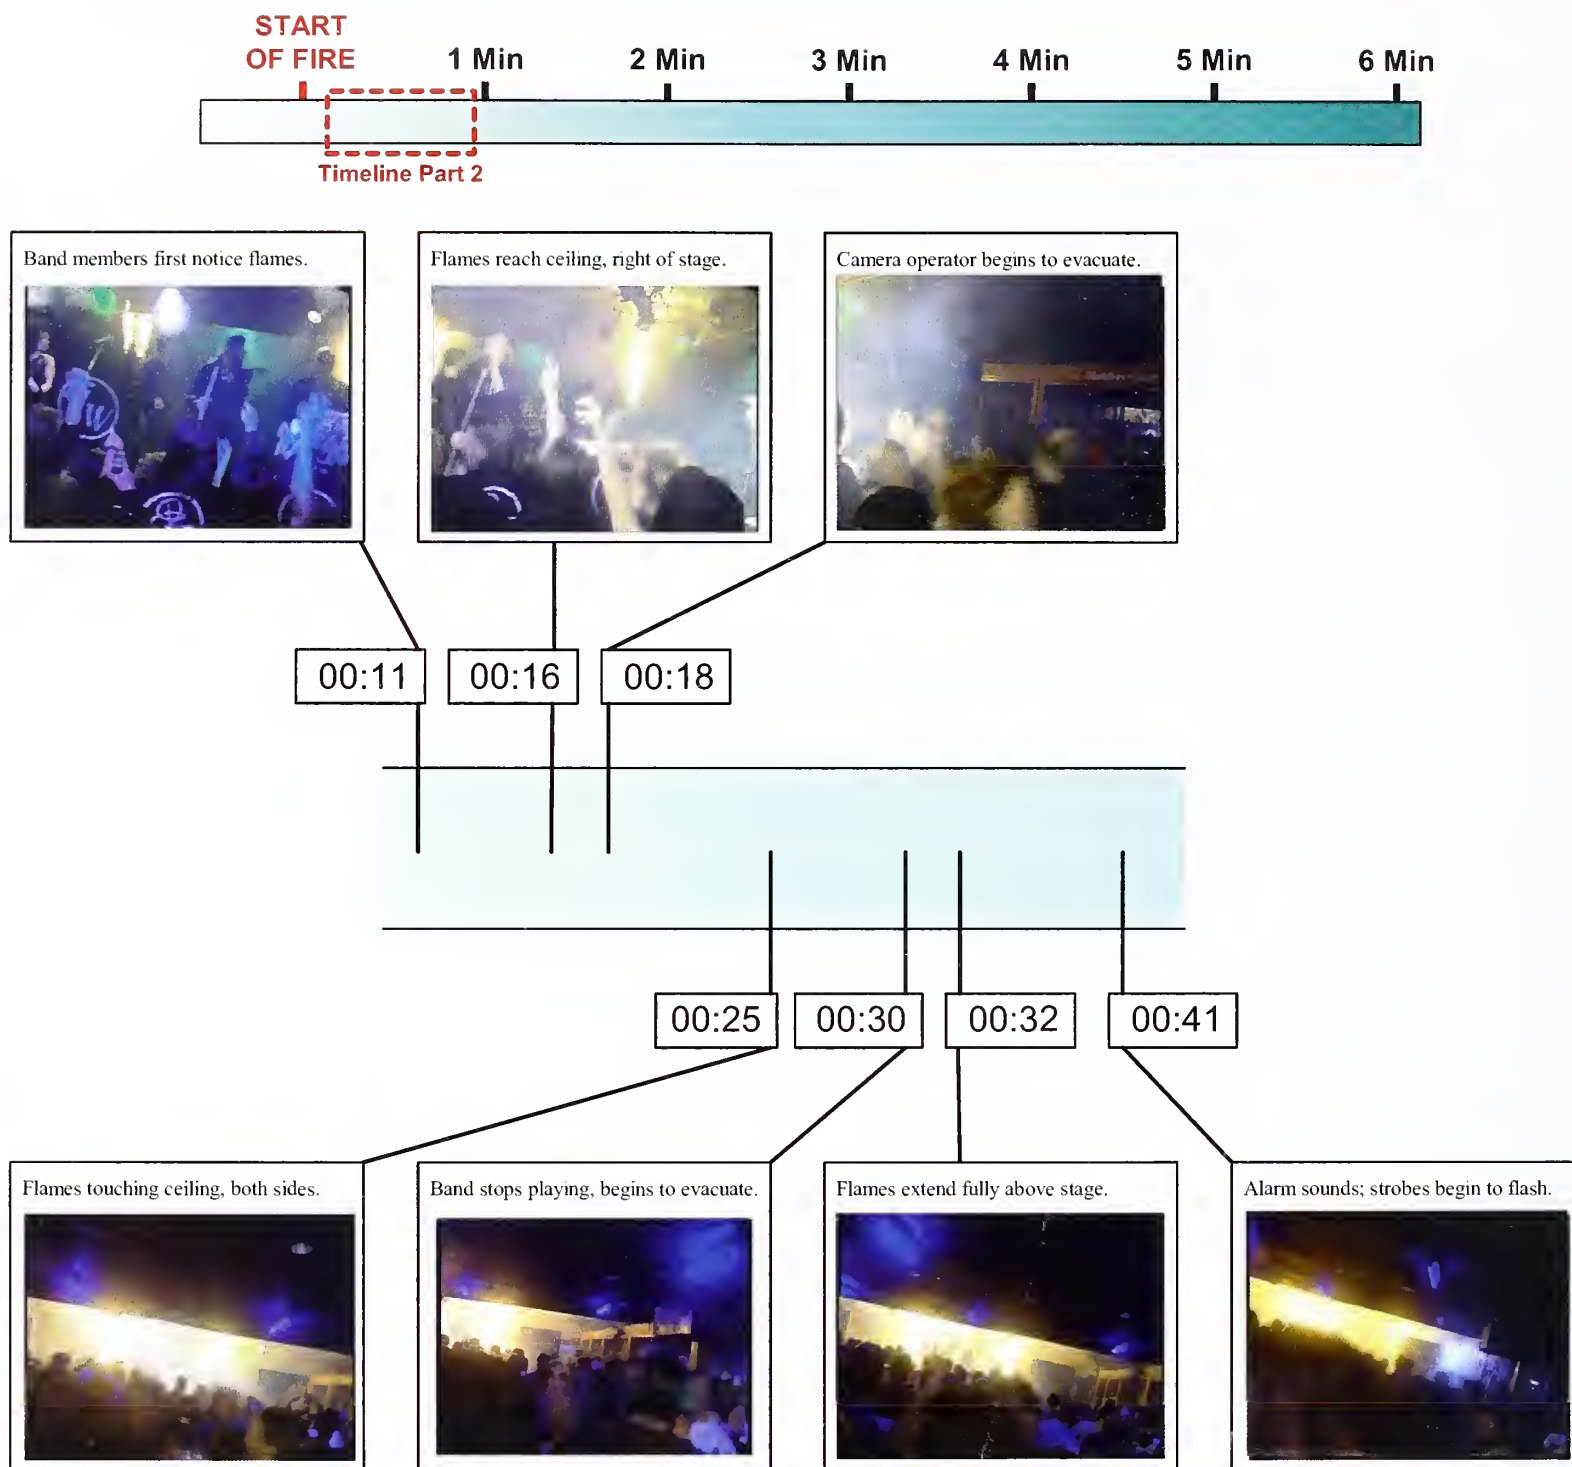 START
OF FIRE
1 Min
2 Min
3 Min
4 Min
5 Min
6 Min
Timeline Part 2
Band members first notice flames.
Flames reach ceiling, right of stage.
Camera operator begins to evacuate.
00:11
00:16
00:18
00:25
00:30
00:32
00:41
Flames touching ceiling, both sides.
Band stops playing, begins to evacuate.
Flames extend fully above stage.
Alarm sounds; strobes begin to flash.